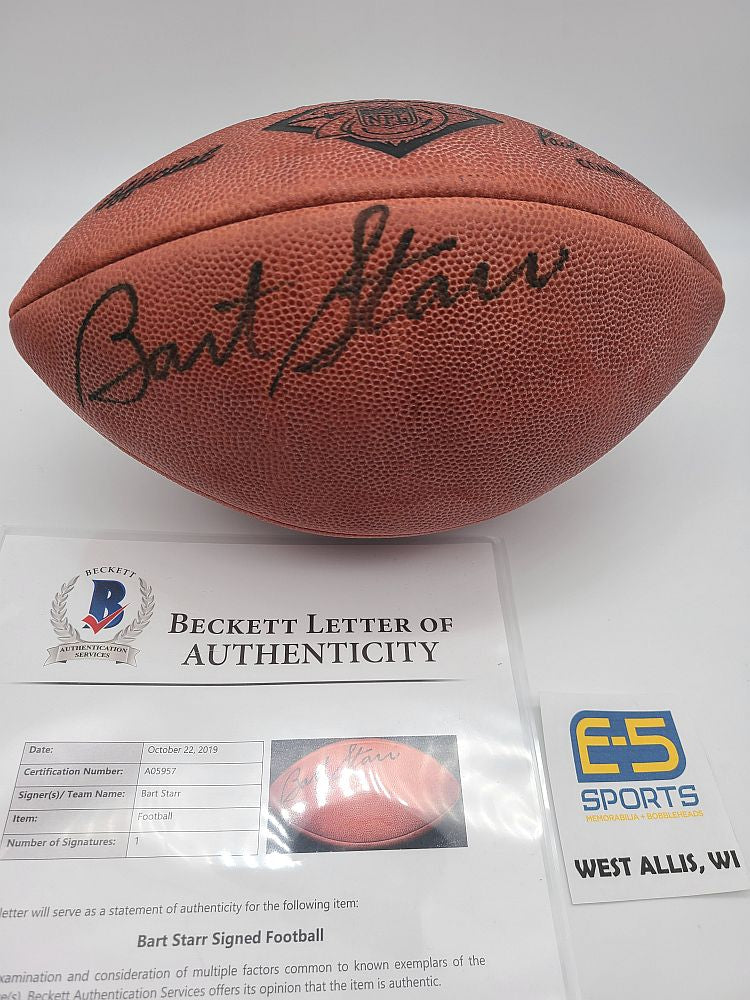 NFL
Bart Starr
BECKETT
B
AUTHENTICATION
SERVICES
BECKETT LETTER OF
AUTHENTICITY
Date: October 22, 2019
Certification Number: A05957
Signer(s)/ Team Name: Bart Starr
Item: Football
Number of Signatures: 1
Bart Starr
letter will serve as a statement of authenticity for the following item:
Bart Starr Signed Football
examination and consideration of multiple factors common to known exemplars of the
Beckett Authentication Services offers its opinion that the item is authentic.
E-5
SPORTS
MEMORABILIA + BOBBLEHEADS
WEST ALLIS, WI